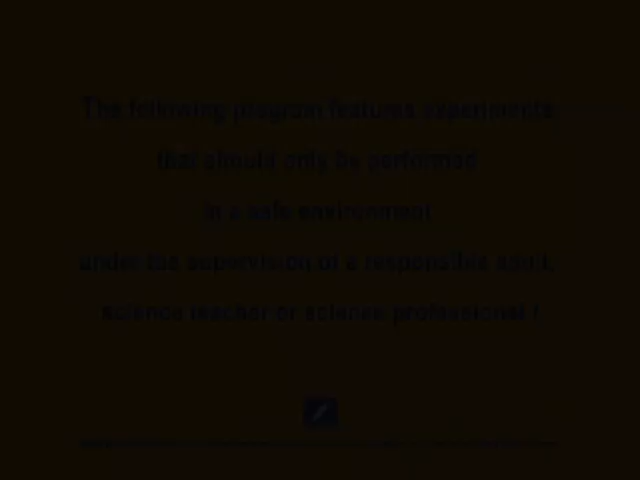 The following program features experiments
that should only be performed
in a safe environment
under the supervision of a responsible adult,
science teacher or science professional !